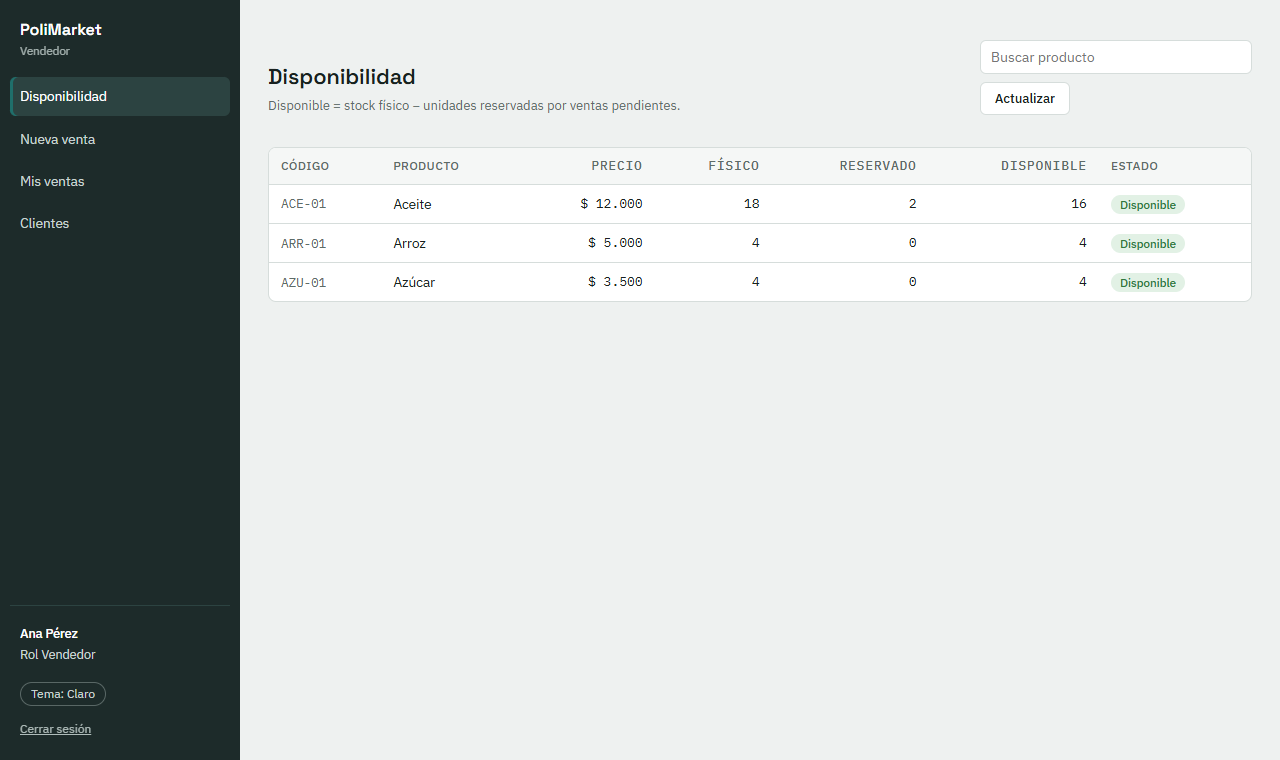 PoliMarket
Vendedor
Disponibilidad
Nueva venta
Mis ventas
Clientes
Ana Pérez
Rol Vendedor
Tema: Claro
Cerrar sesión
Disponibilidad
Disponible = stock físico – unidades reservadas por ventas pendientes.
Buscar producto
Actualizar
CÓDIGO PRODUCTO PRECIO FÍSICO RESERVADO DISPONIBLE ESTADO
ACE-01 Aceite $ 12.000 18 2 16 Disponible
ARR-01 Arroz $ 5.000 4 0 4 Disponible
AZU-01 Azúcar $ 3.500 4 0 4 Disponible